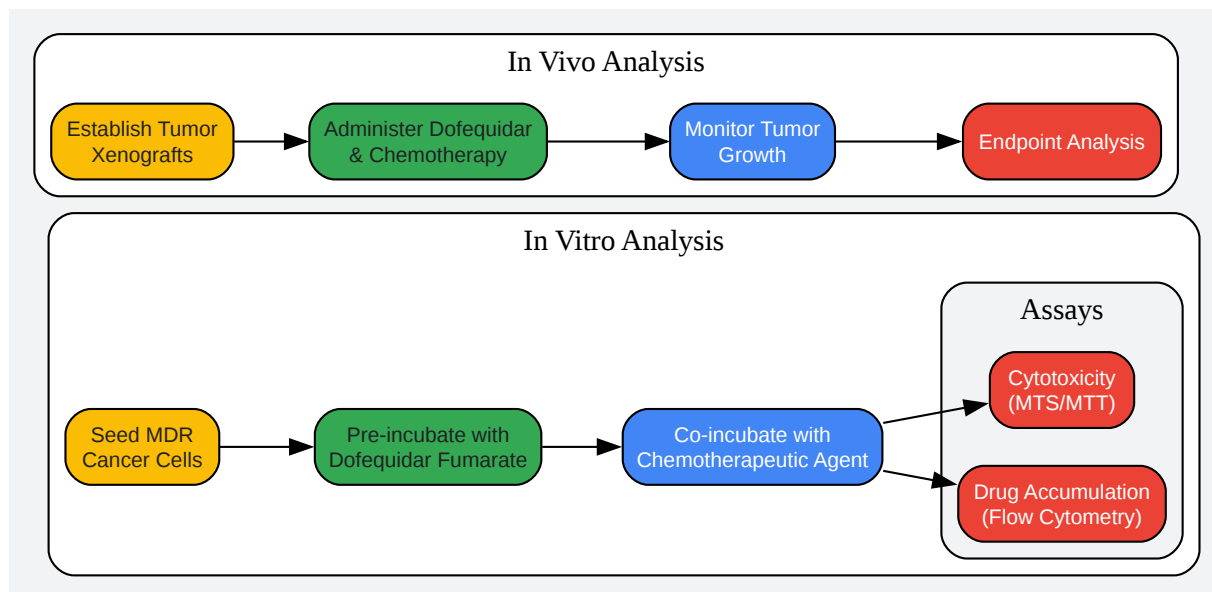 In Vivo Analysis
Establish Tumor
Xenografts
Administer Dofequidar
& Chemotherapy
Monitor Tumor
Growth
Endpoint Analysis
In Vitro Analysis
Seed MDR
Cancer Cells
Pre-incubate with
Dofequidar Fumarate
Co-incubate with
Chemotherapeutic Agent
Assays
Cytotoxicity
(MTS/MTT)
Drug Accumulation
(Flow Cytometry)